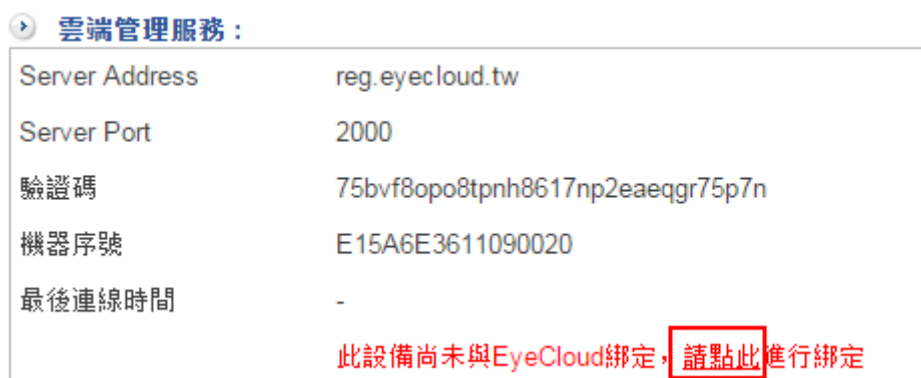 雲端管理服務：
Server Address reg.eyecloud.tw
Server Port 2000
驗證碼 75bvf8opo8tpnh8617np2eaeqgr75p7n
機器序號 E15A6E3611090020
最後連線時間 -
此設備尚未與EyeCloud綁定，請點此進行綁定